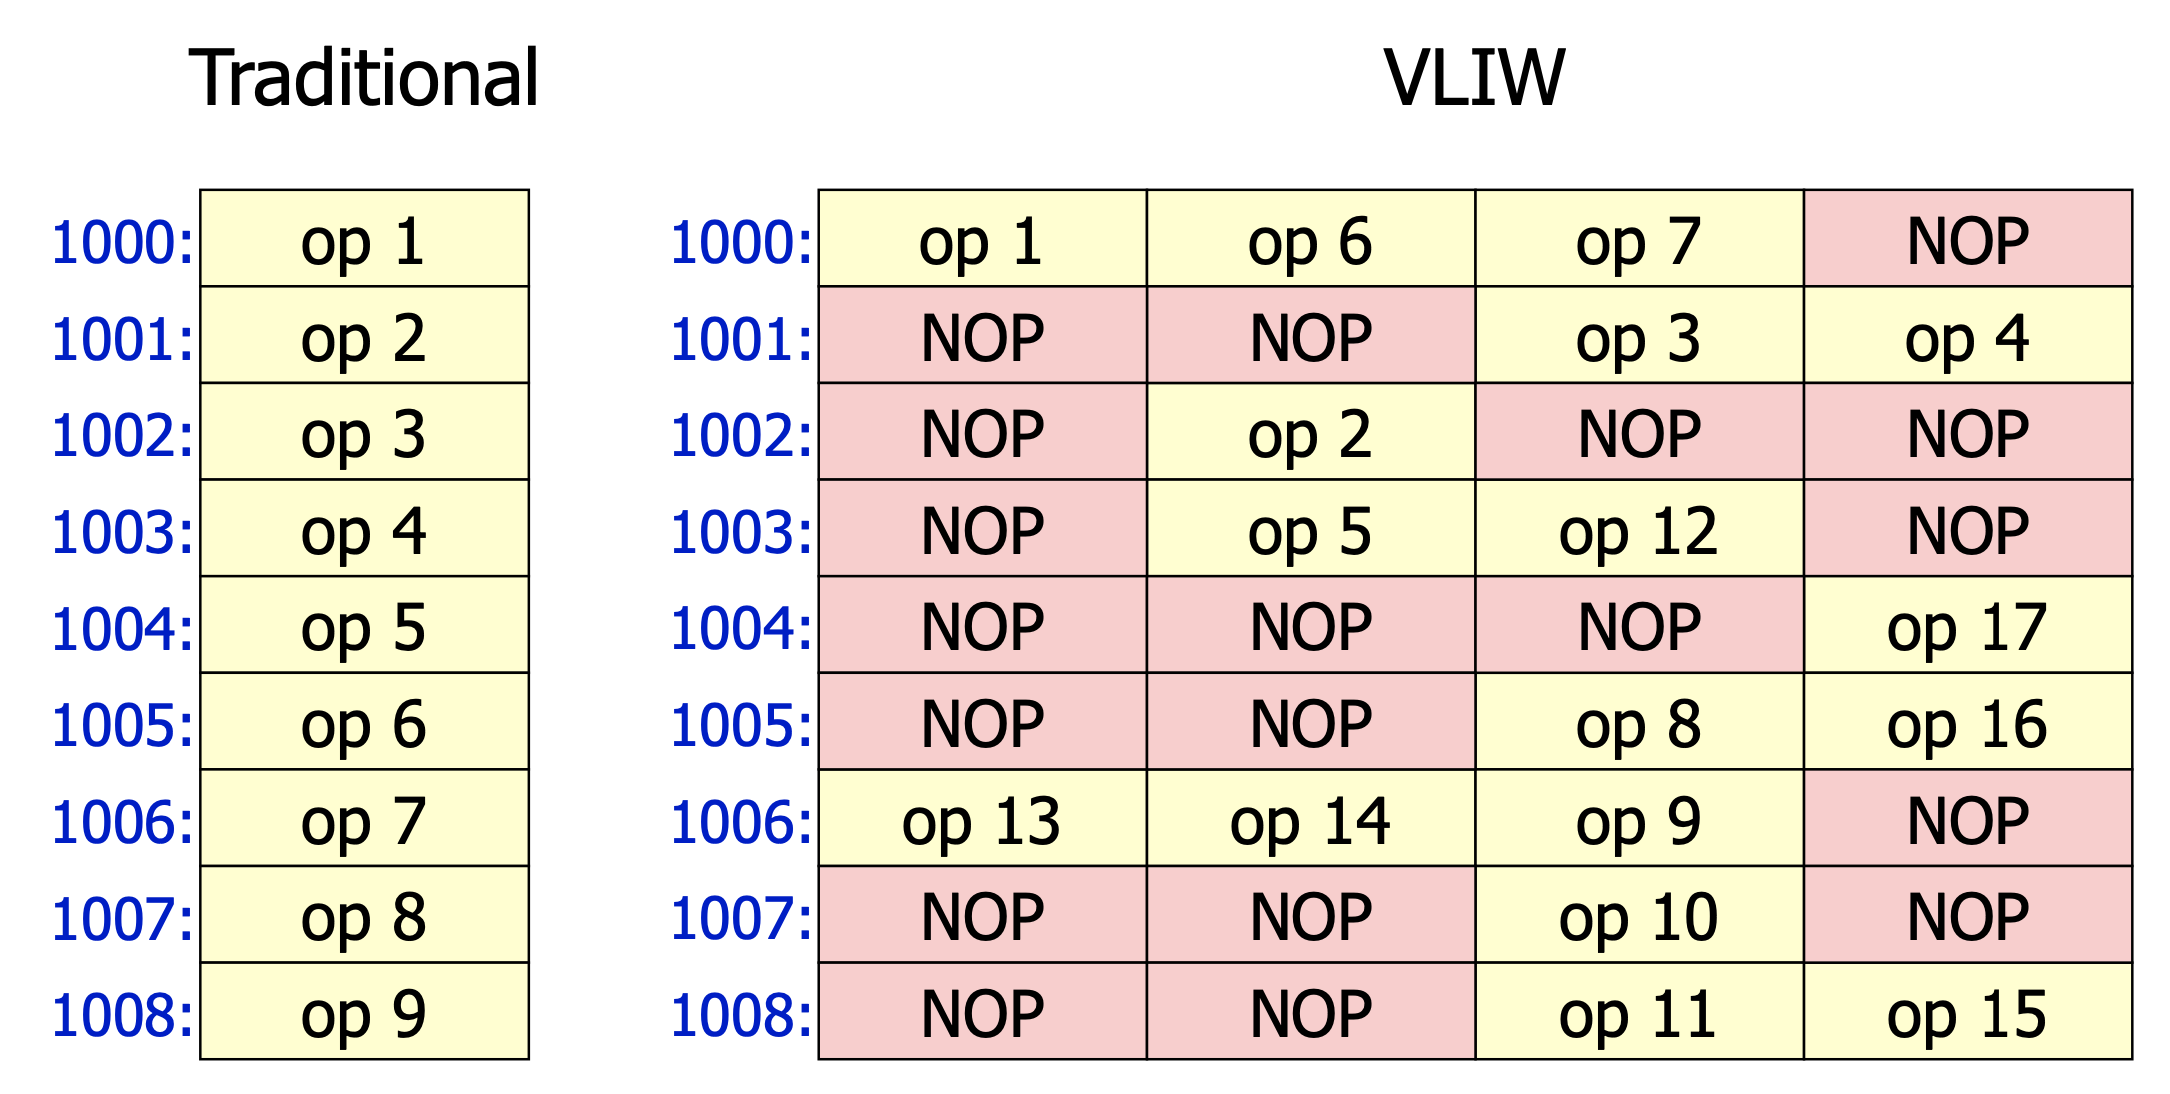 Traditional VLIW
1000: op 1 1000: op 1 op 6 op 7 NOP
1001: op 2 1001: NOP NOP op 3 op 4
1002: op 3 1002: NOP op 2 NOP NOP
1003: op 4 1003: NOP op 5 op 12 NOP
1004: op 5 1004: NOP NOP NOP op 17
1005: op 6 1005: NOP NOP op 8 op 16
1006: op 7 1006: op 13 op 14 op 9 NOP
1007: op 8 1007: NOP NOP op 10 NOP
1008: op 9 1008: NOP NOP op 11 op 15